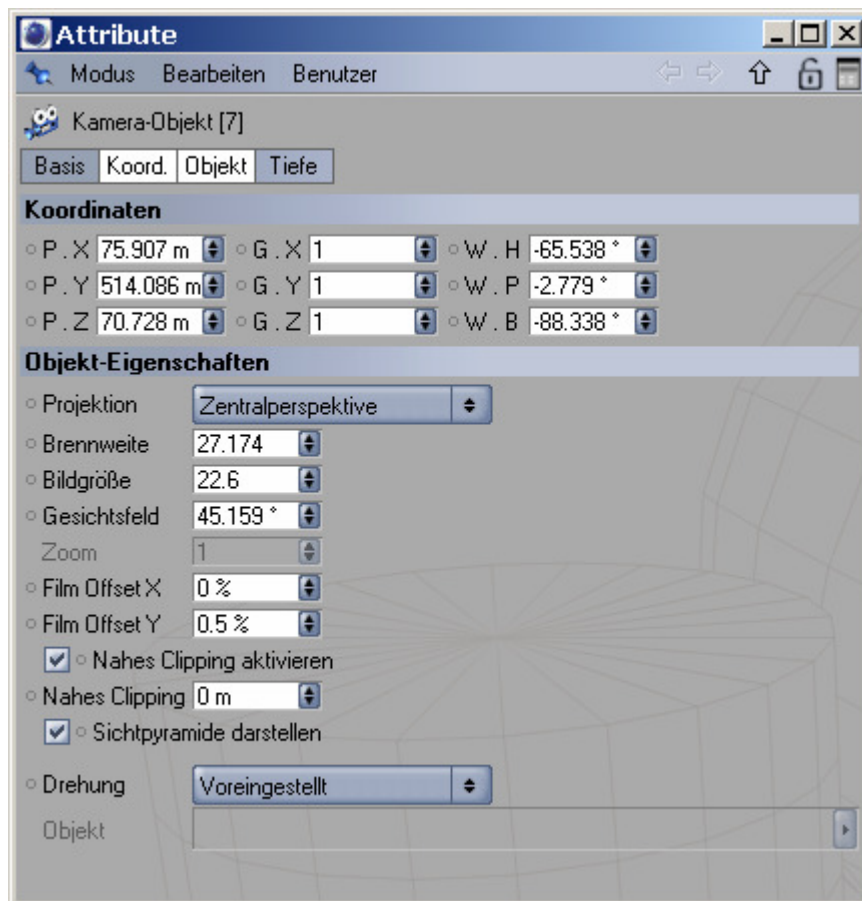 Attribute
Modus Bearbeiten Benutzer
Kamera-Objekt [7]
Basis Koord. Objekt Tiefe
Koordinaten
P . X 75.907 m G . X 1 W . H -65.538 °
P . Y 514.086 m G . Y 1 W . P -2.779 °
P . Z 70.728 m G . Z 1 W . B -88.338 °
Objekt-Eigenschaften
Projektion Zentralperspektive
Brennweite 27.174
Bildgröße 22.6
Gesichtsfeld 45.159 °
Zoom 1
Film Offset X 0 %
Film Offset Y 0.5 %
Nahes Clipping aktivieren
Nahes Clipping 0 m
Sichtpyramide darstellen
Drehung Voreingestellt
Objekt